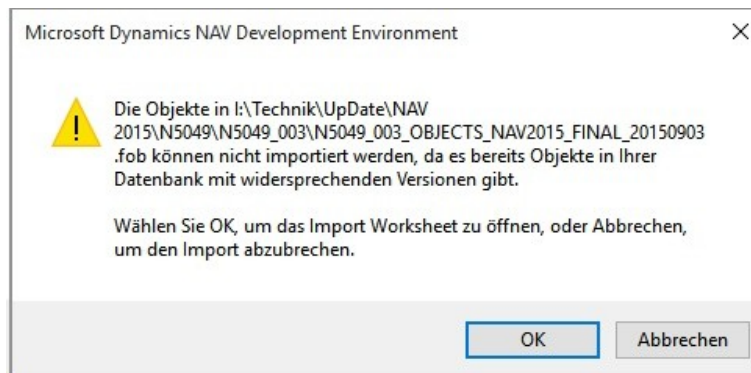 Microsoft Dynamics NAV Development Environment
Die Objekte in I:\Technik\UpDate\NAV
2015\N5049\N5049_003\N5049_003_OBJECTS_NAV2015_FINAL_20150903
.fob können nicht importiert werden, da es bereits Objekte in Ihrer
Datenbank mit widersprechenden Versionen gibt.
Wählen Sie OK, um das Import Worksheet zu öffnen, oder Abbrechen,
um den Import abzubrechen.
OK
Abbrechen